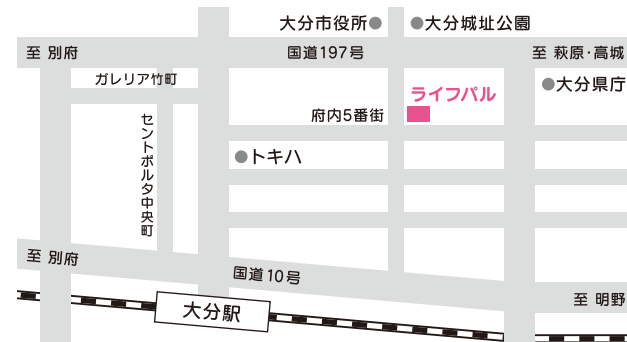 大分市役所
大分城址公園
至 別府
国道197号
至 萩原・高城
ガレリア竹町
ライフパル
大分県庁
府内5番街
セントポルタ中央町
トキハ
至 別府
国道10号
至 明野
大分駅